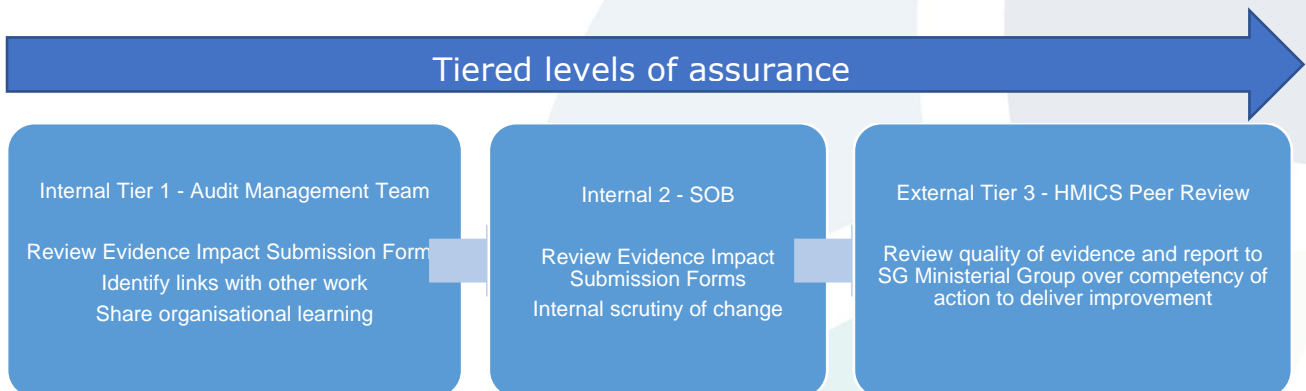 Tiered levels of assurance
Internal Tier 1 - Audit Management Team
Review Evidence Impact Submission Form
Identify links with other work
Share organisational learning
Internal 2 - SOB
Review Evidence Impact
Submission Forms
Internal scrutiny of change
External Tier 3 - HMICS Peer Review
Review quality of evidence and report to
SG Ministerial Group over competency of
action to deliver improvement